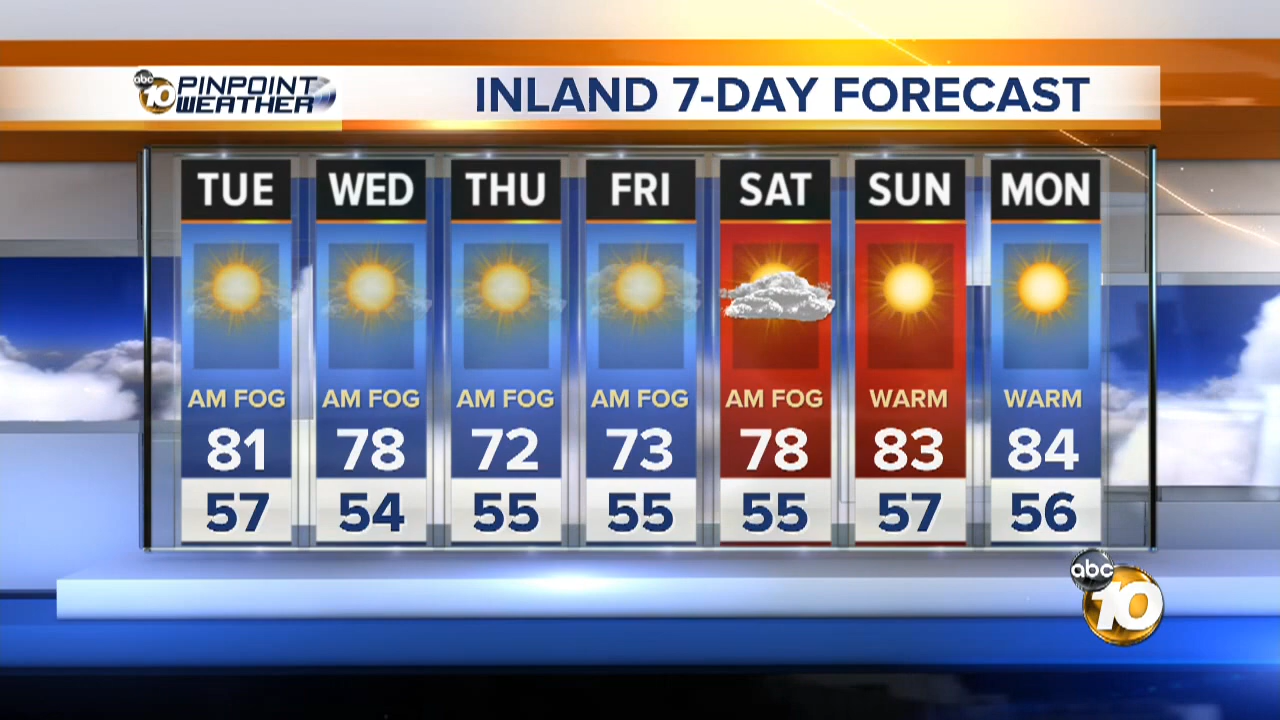 abc 10 PINPOINT WEATHER
INLAND 7-DAY FORECAST
TUE WED THU FRI SAT SUN MON
AM FOG AM FOG AM FOG AM FOG AM FOG WARM WARM
81 78 72 73 78 83 84
57 54 55 55 55 57 56
abc
10